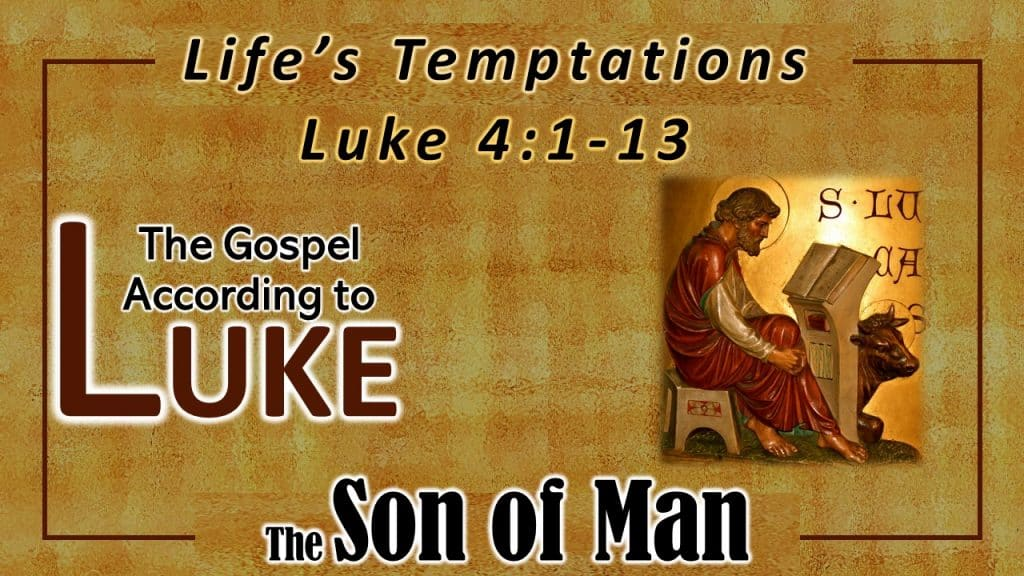 Life’s Temptations
Luke 4:1-13
The Gospel
According to
LUKE
S·LU
CA
S
The Son of Man